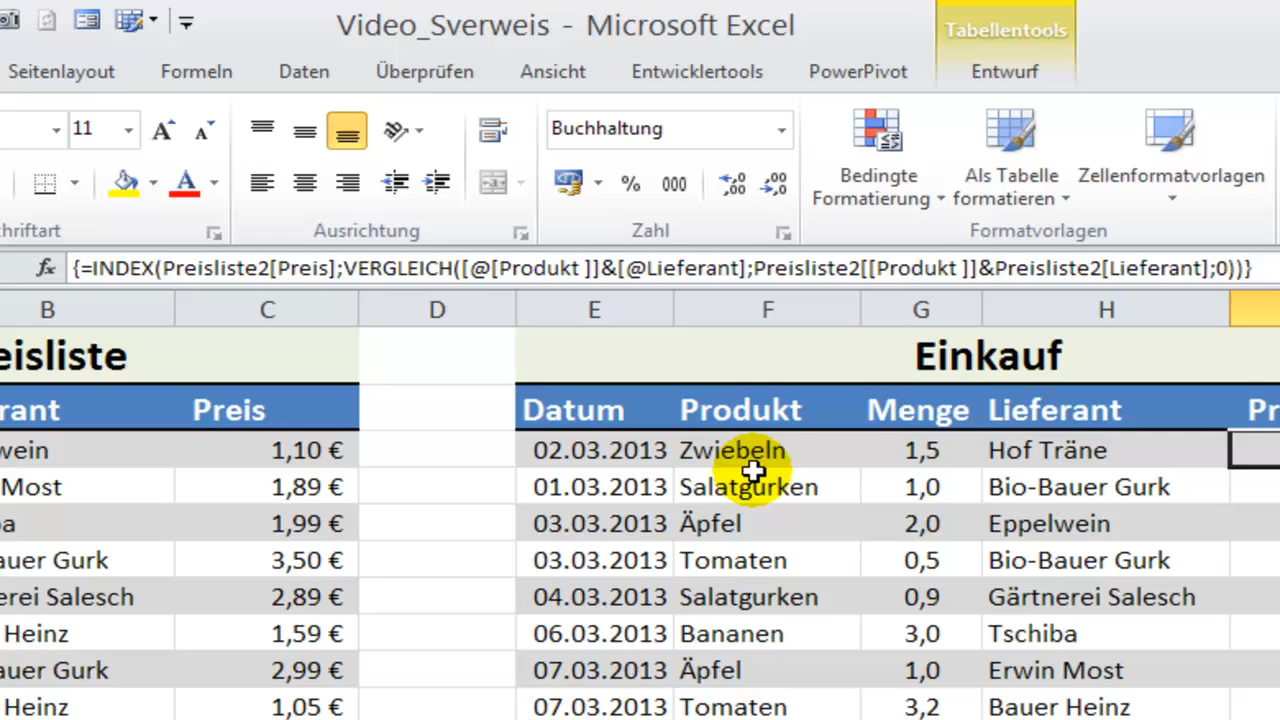 Video_Sverweis - Microsoft Excel
Tabellentools
Seitenlayout Formeln Daten Überprüfen Ansicht Entwicklertools PowerPivot Entwurf
11 A A Buchhaltung
A % 000 ,00 ,00
Bedingte Formatierung
Als Tabelle formatieren
Zellenformatvorlagen
hriftart Ausrichtung Zahl Formatvorlagen
fx {=INDEX(Preisliste2[Preis];VERGLEICH([@[Produkt ]]&[@Lieferant];Preisliste2[[Produkt ]]&Preisliste2[Lieferant];0))}
B C D E F G H
eisliste Einkauf
rant Preis Datum Produkt Menge Lieferant Pr
wein 1,10 € 02.03.2013 Zwiebeln 1,5 Hof Träne
Most 1,89 € 01.03.2013 Salatgurken 1,0 Bio-Bauer Gurk
a 1,99 € 03.03.2013 Äpfel 2,0 Eppelwein
auer Gurk 3,50 € 03.03.2013 Tomaten 0,5 Bio-Bauer Gurk
erei Salesch 2,89 € 04.03.2013 Salatgurken 0,9 Gärtnerei Salesch
Heinz 1,59 € 06.03.2013 Bananen 3,0 Tschiba
auer Gurk 2,99 € 07.03.2013 Äpfel 1,0 Erwin Most
Heinz 1,05 € 07.03.2013 Tomaten 3,2 Bauer Heinz